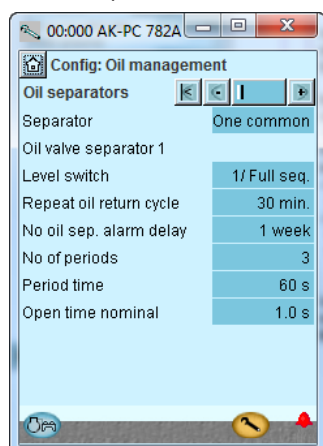 00:000 AK-PC 782A
Config: Oil management
Oil separators
Separator One common
Oil valve separator 1
Level switch 1/ Full seq.
Repeat oil return cycle 30 min.
No oil sep. alarm delay 1 week
No of periods 3
Period time 60 s
Open time nominal 1.0 s